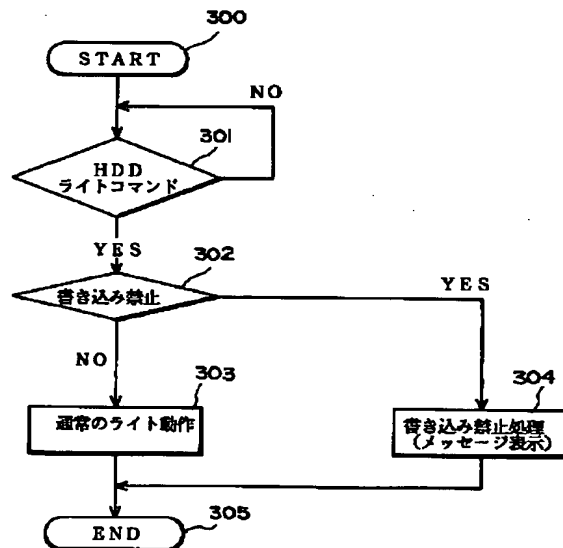 300
START
NO
301
HDD
ライトコマンド
YES
302
書き込み禁止
YES
NO
303
304
通常のライト動作
書き込み禁止処理
(メッセージ表示)
305
END